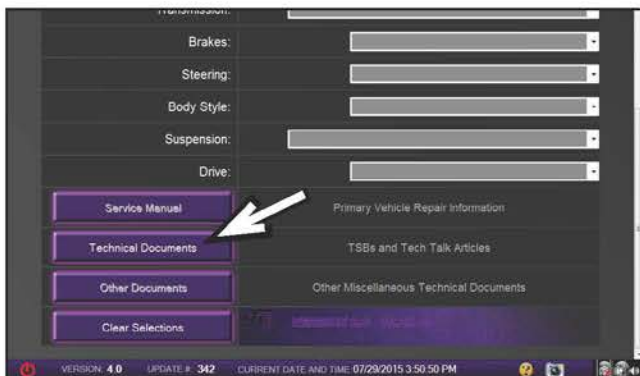 Transmission:
Brakes:
Steering:
Body Style:
Suspension:
Drive:
Service Manual Primary Vehicle Repair Information
Technical Documents TSBs and Tech Talk Articles
Other Documents Other Miscellaneous Technical Documents
Clear Selections
VERSION: 4.0 UPDATE #: 342 CURRENT DATE AND TIME: 07/29/2015 3:50:50 PM